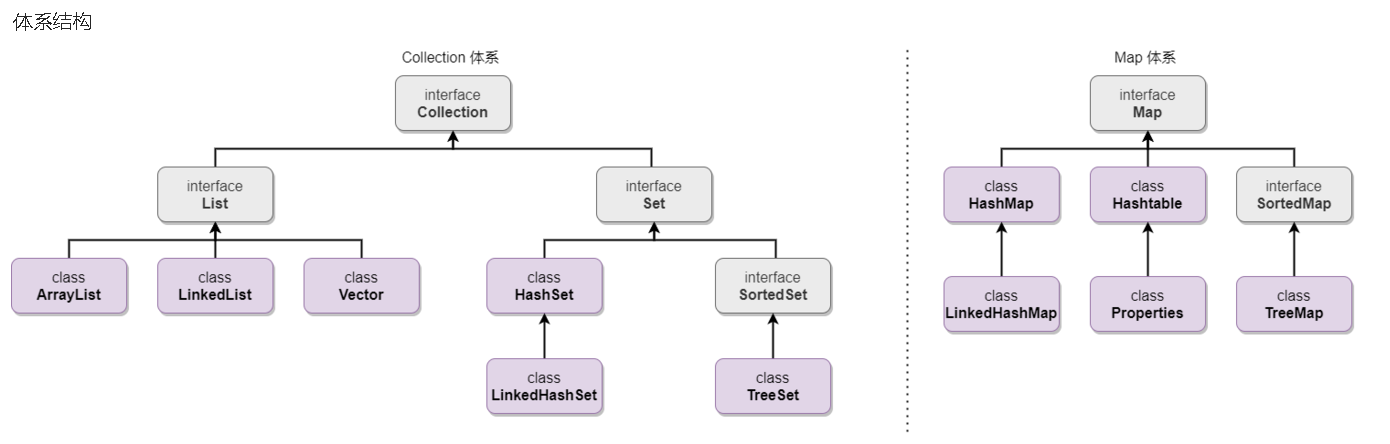 体系结构
Collection 体系
interface
Collection
interface
List
interface
Set
class
ArrayList
class
LinkedList
class
Vector
class
HashSet
interface
SortedSet
class
LinkedHashSet
class
TreeSet
Map 体系
interface
Map
class
HashMap
class
Hashtable
interface
SortedMap
class
LinkedHashMap
class
Properties
class
TreeMap